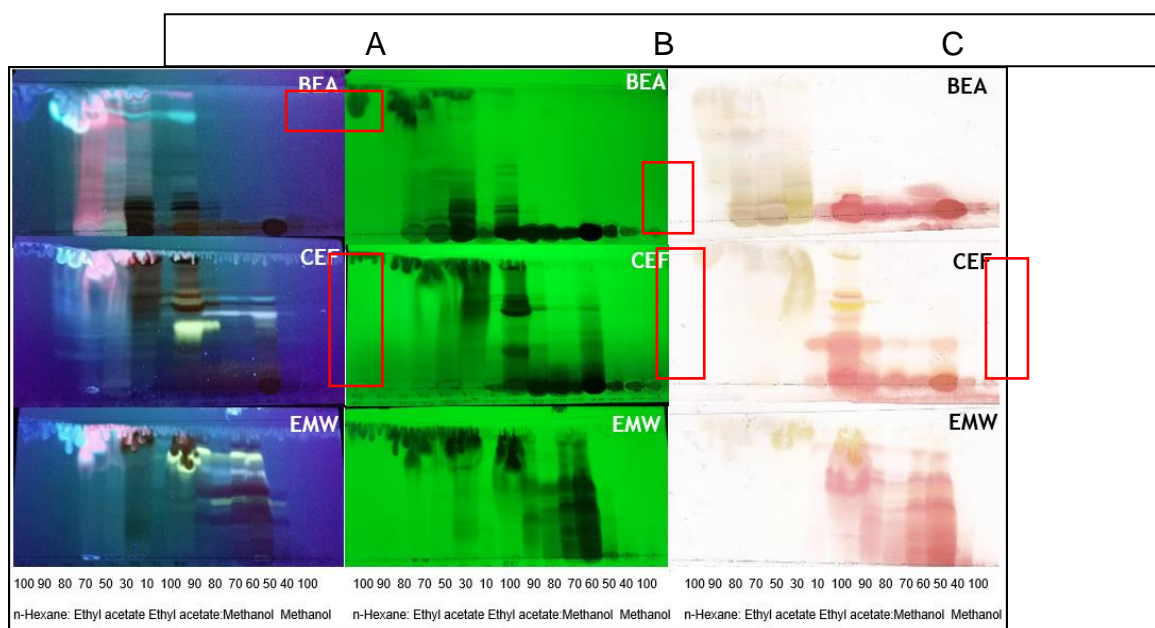 A B C
BEA BEA BEA
CEF CEF CEF
EMW EMW EMW
100 90 80 70 50 30 10 100 90 80 70 60 50 40 100 100 90 80 70 50 30 10 100 90 80 70 60 50 40 100 100 90 80 70 50 30 10 100 90 80 70 60 50 40 100
n-Hexane: Ethyl acetate Ethyl acetate:Methanol Methanol n-Hexane: Ethyl acetate Ethyl acetate:Methanol Methanol n-Hexane: Ethyl acetate Ethyl acetate:Methanol Methanol